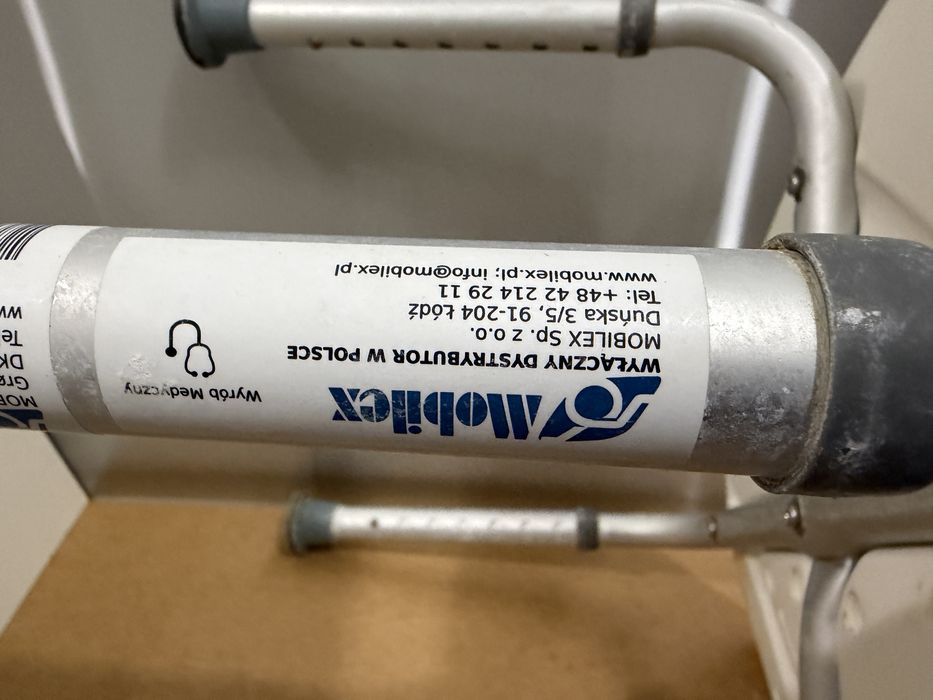 Mobilex
WYŁĄCZNY DYSTRYBUTOR W POLSCE
MOBILEX Sp. z o.o.
Duńska 3/5, 91-204 Łódź
Tel: + 48 42 214 29 11
www.mobilex.pl; info@mobilex.pl
Wyrób Medyczny